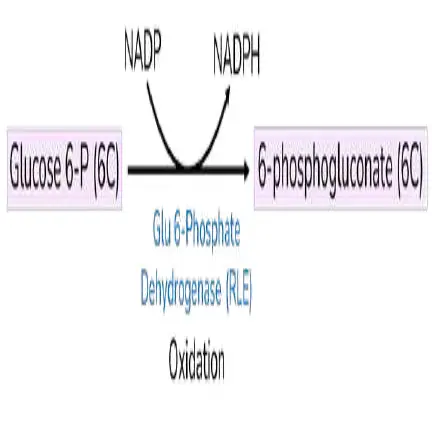 NADP
NADPH
Glucose 6-P (6C)
6-phosphogluconate (6C)
Glu 6-Phosphate
Dehydrogenase (RLE)
Oxidation